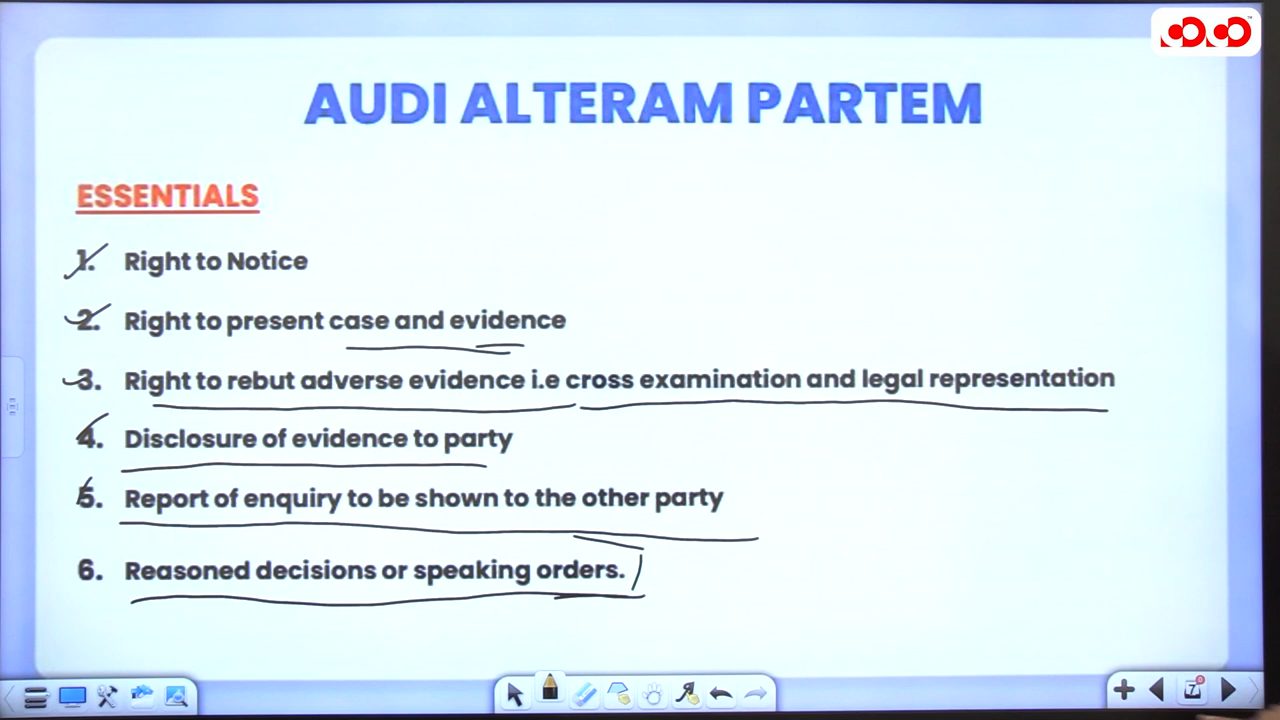 AUDI ALTERAM PARTEM
ESSENTIALS
1. Right to Notice
2. Right to present case and evidence
3. Right to rebut adverse evidence i.e cross examination and legal representation
4. Disclosure of evidence to party
5. Report of enquiry to be shown to the other party
6. Reasoned decisions or speaking orders.
7